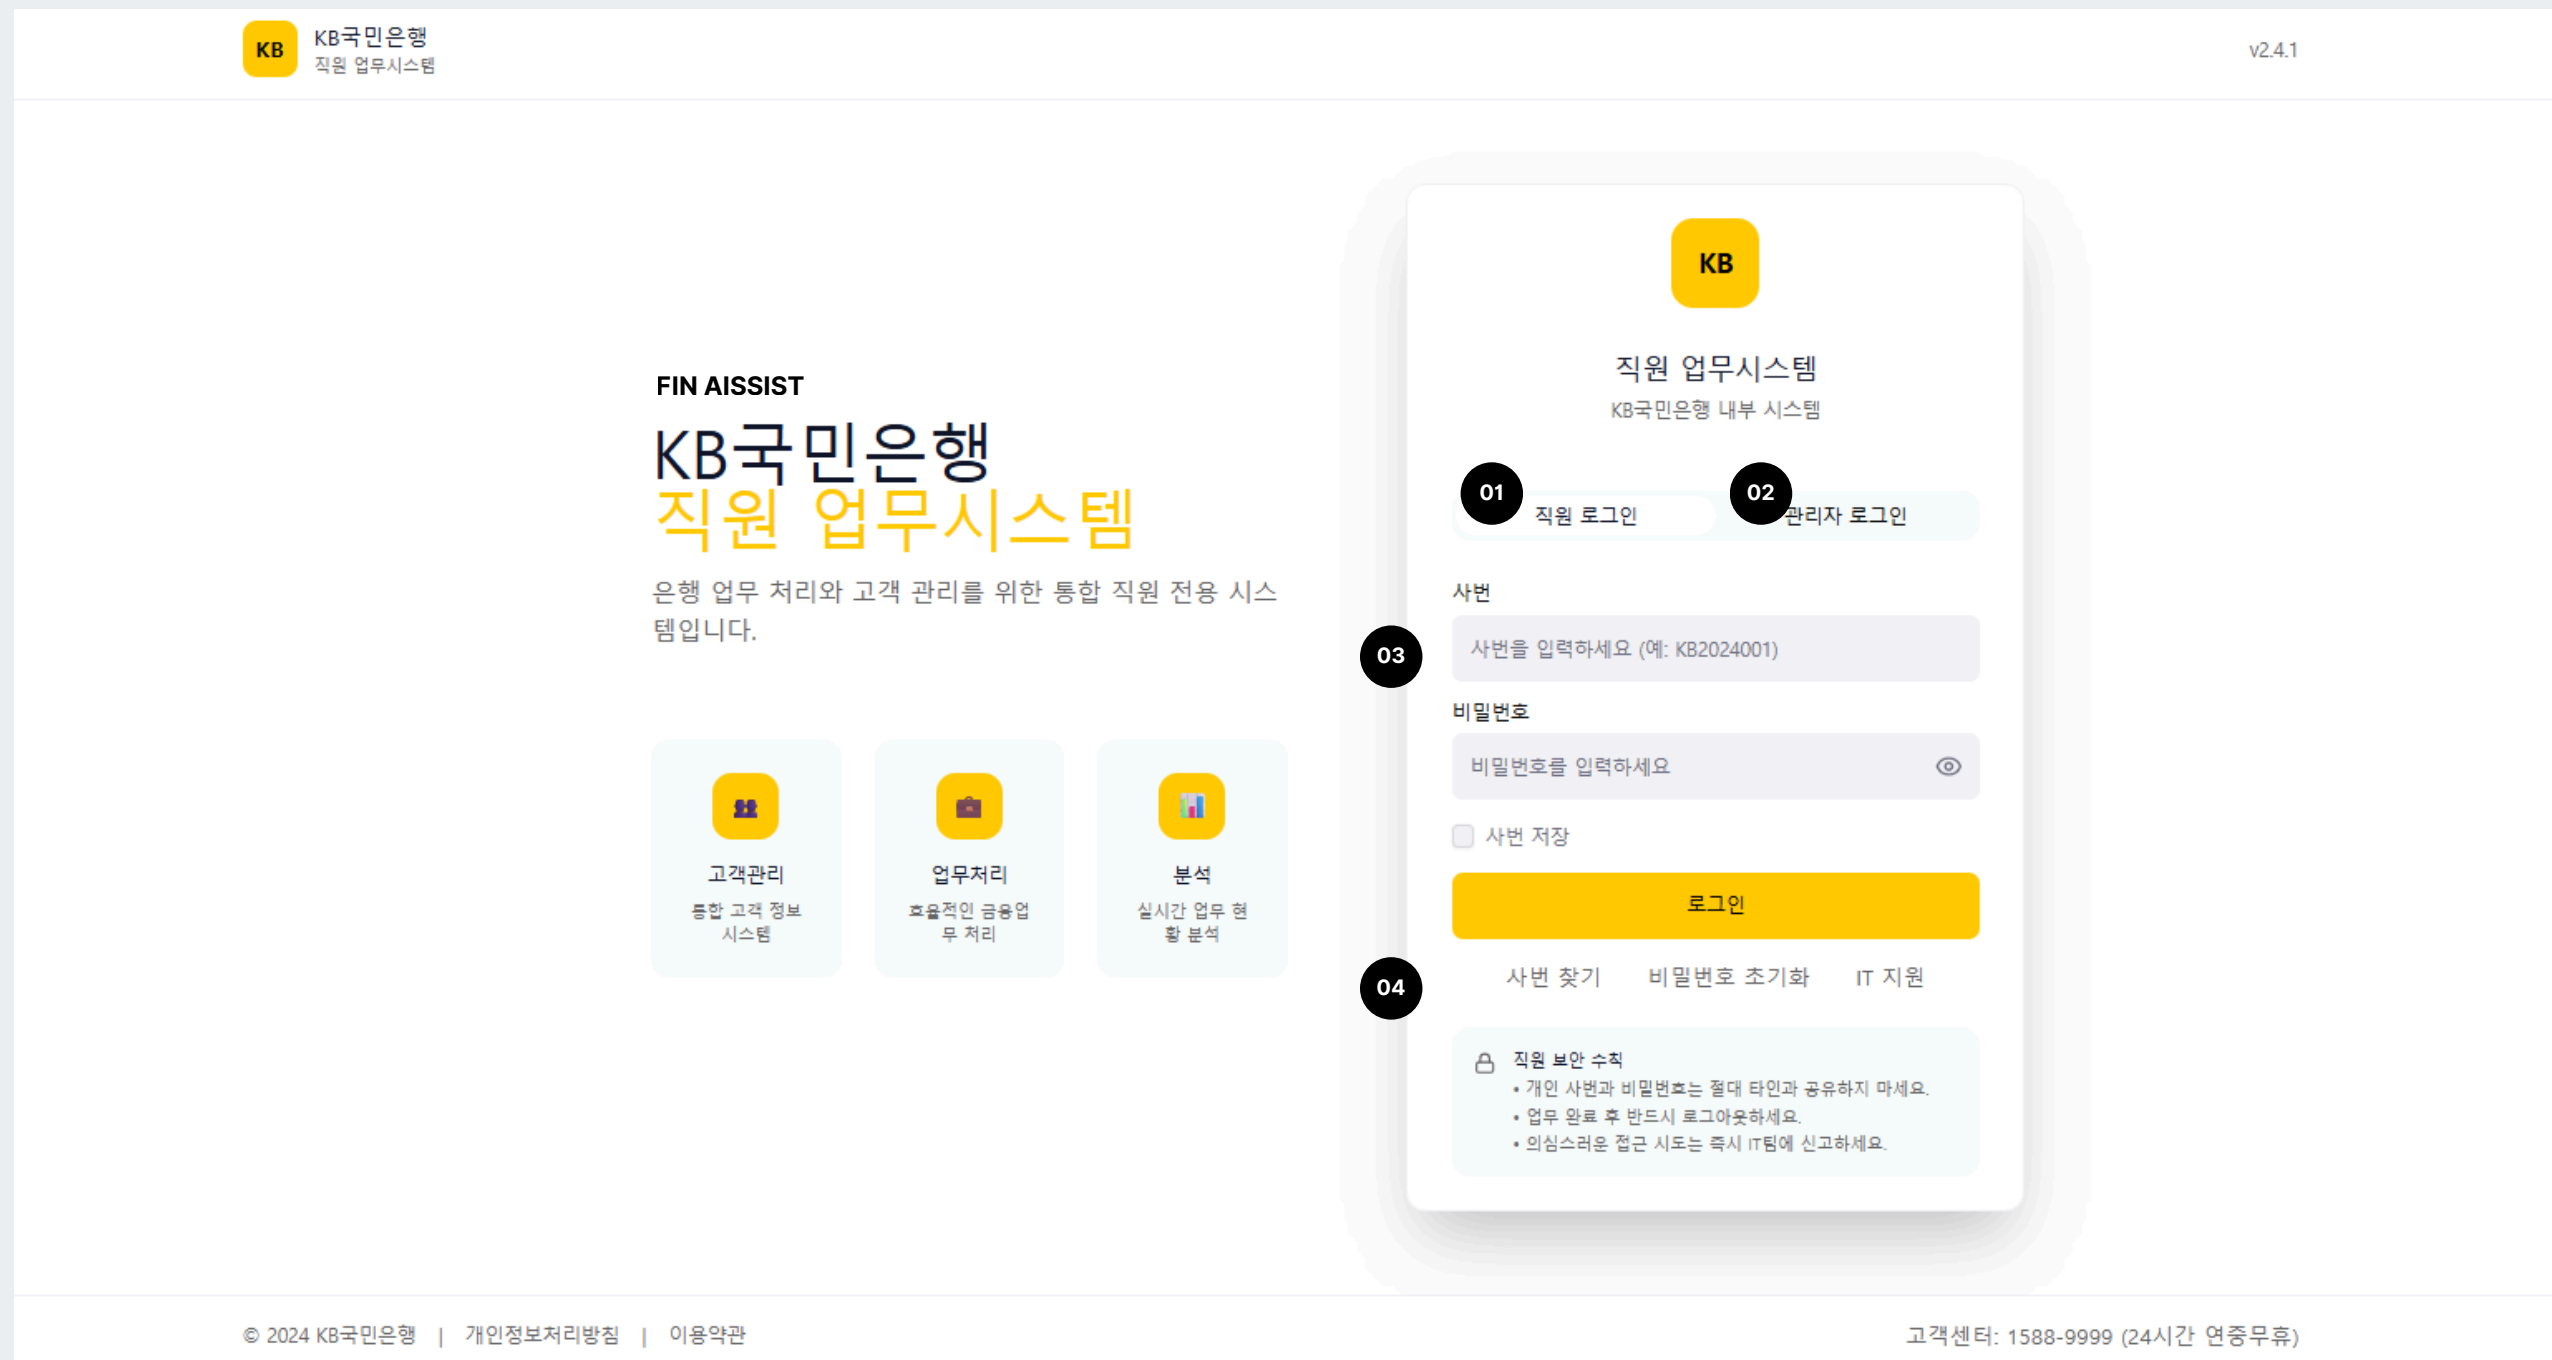 KB
KB국민은행
직원 업무시스템
v2.4.1
FIN AISSIST
KB국민은행
직원 업무시스템
은행 업무 처리와 고객 관리를 위한 통합 직원 전용 시스
템입니다.
고객관리
통합 고객 정보
시스템
업무처리
효율적인 금융업
무 처리
분석
실시간 업무 현
황 분석
KB
직원 업무시스템
KB국민은행 내부 시스템
01
직원 로그인
02
관리자 로그인
사번
03
사번을 입력하세요 (예: KB2024001)
비밀번호
비밀번호를 입력하세요
사번 저장
로그인
04
사번 찾기 비밀번호 초기화 IT 지원
직원 보안 수칙
• 개인 사번과 비밀번호는 절대 타인과 공유하지 마세요.
• 업무 완료 후 반드시 로그아웃하세요.
• 의심스러운 접근 시도는 즉시 IT팀에 신고하세요.
© 2024 KB국민은행 | 개인정보처리방침 | 이용약관
고객센터: 1588-9999 (24시간 연중무휴)